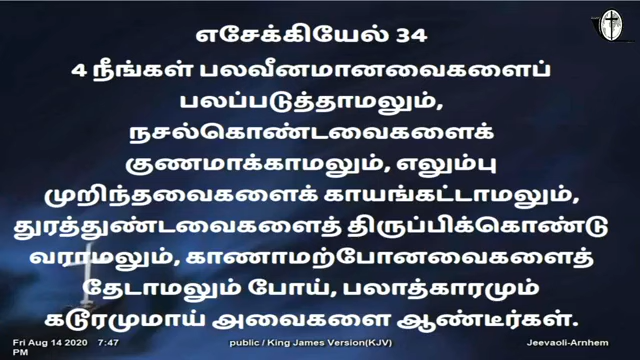 எசேக்கியேல் 34
4 நீங்கள் பலவீனமானவைகளைப்
பலப்படுத்தாமலும்,
நசல்கொண்டவைகளைக்
குணமாக்காமலும், எலும்பு
முறிந்தவைகளைக் காயங்கட்டாமலும்,
துரத்துண்டவைகளைத் திருப்பிக்கொண்டு
வராமலும், காணாமற்போனவைகளைத்
தேடாமலும் போய், பலாத்காரமும்
கடூரமுமாய் அவைகளை ஆண்டீர்கள்.
Fri Aug 14 2020 7:47
PM
public / King James Version(KJV)
Jeevaoli-Arnhem